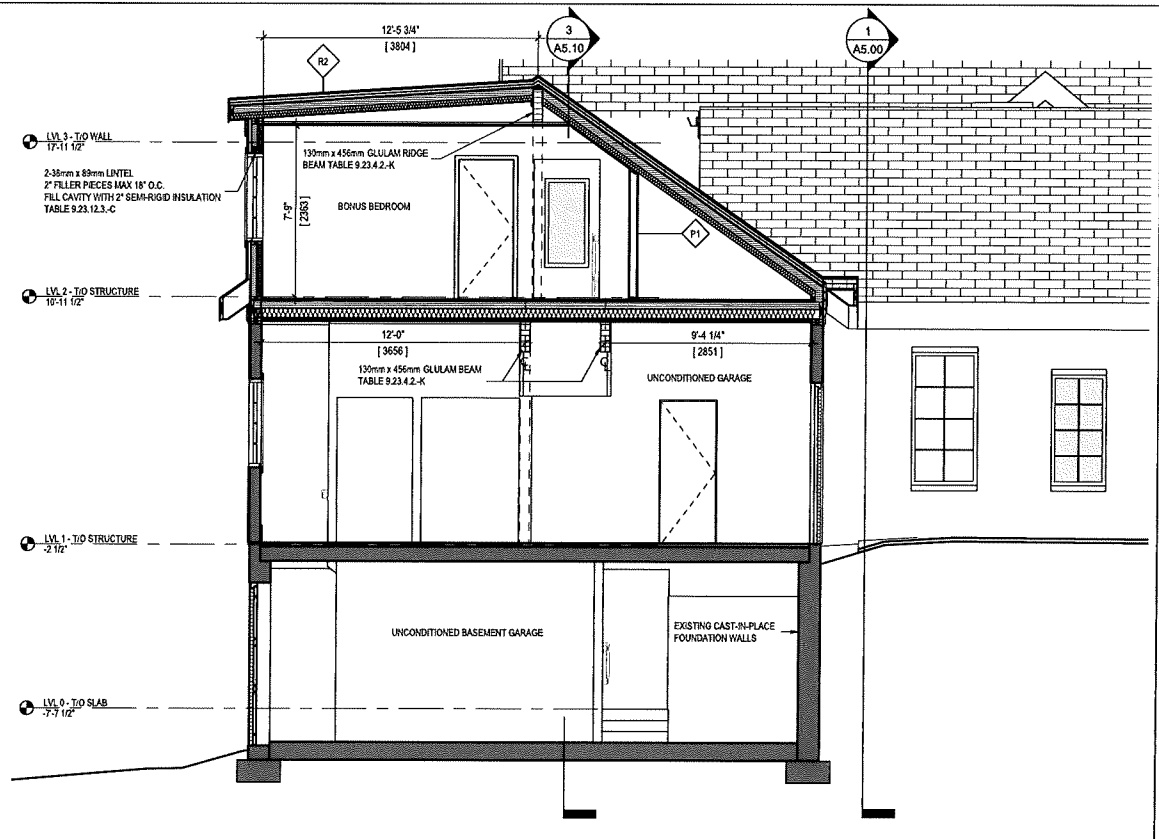 12'-5 3/4"
[ 3804 ]
3
A5.10
1
A5.00
R2
LVL 3 - T/O WALL
17'-11 1/2"
130mm x 456mm GLULAM RIDGE
BEAM TABLE 9.23.4.2.-K
2-38mm x 89mm LINTEL
2" FILLER PIECES MAX 18" O.C.
FILL CAVITY WITH 2" SEMI-RIGID INSULATION
TABLE 9.23.12.3.-C
7'-9"
[ 2363 ]
BONUS BEDROOM
P1
LVL 2 - T/O STRUCTURE
10'-11 1/2"
12'-0"
[ 3656 ]
9'-4 1/4"
[ 2851 ]
130mm x 456mm GLULAM BEAM
TABLE 9.23.4.2.-K
UNCONDITIONED GARAGE
LVL 1 - T/O STRUCTURE
-2 1/2"
UNCONDITIONED BASEMENT GARAGE
EXISTING CAST-IN-PLACE
FOUNDATION WALLS
LVL 0 - T/O SLAB
-7'-7 1/2"